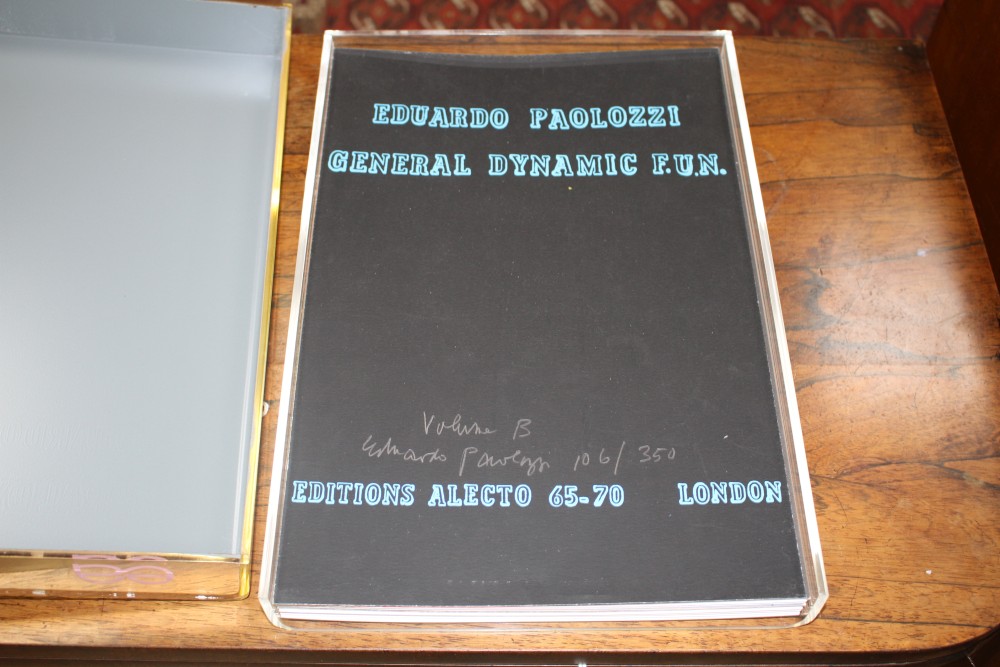 EDUARDO PAOLOZZI
GENERAL DYNAMIC F.U.N.
Volume B
Eduardo Paolozzi 106/350
EDITIONS ALECTO 65-70 LONDON